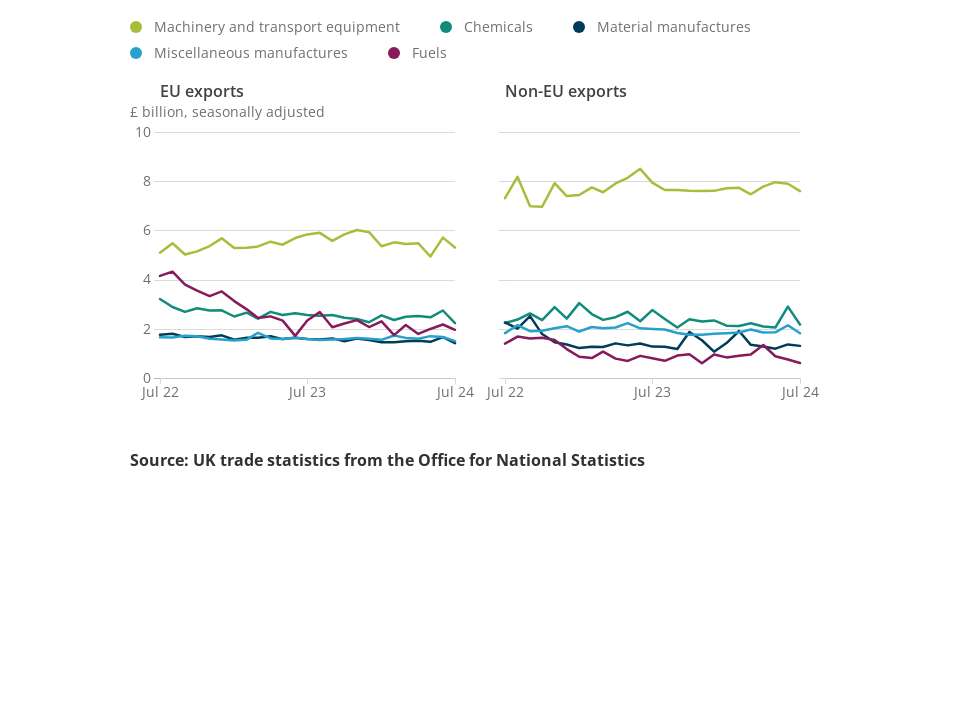 Machinery and transport equipment Chemicals Material manufactures
Miscellaneous manufactures Fuels
EU exports Non-EU exports
£ billion, seasonally adjusted
10
8
6
4
2
0
Jul 22 Jul 23 Jul 24 Jul 22 Jul 23 Jul 24
Source: UK trade statistics from the Office for National Statistics